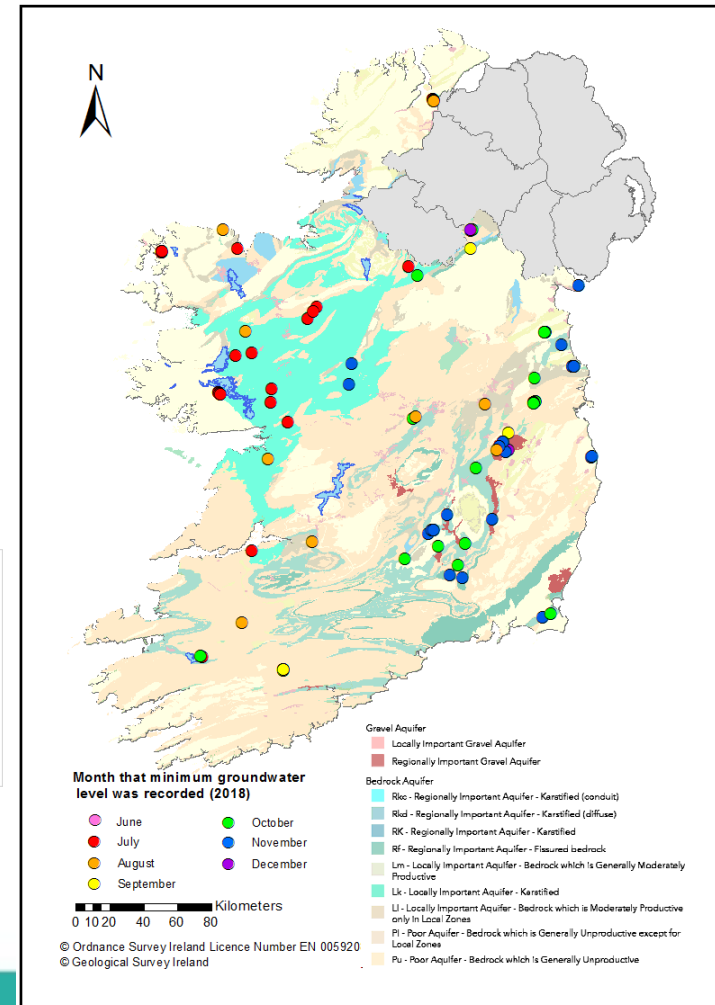 N
Gravel Aquifer
Locally Important Gravel Aquifer
Regionally Important Gravel Aquifer
Bedrock Aquifer
Rkc - Regionally Important Aquifer - Karstified (conduit)
Rkd - Regionally Important Aquifer - Karstified (diffuse)
RK - Regionally Important Aquifer - Karstified
Rf - Regionally Important Aquifer - Fissured bedrock
Lm - Locally Important Aquifer - Bedrock which is Generally Moderately
Productive
Lk - Locally Important Aquifer - Karstified
Ll - Locally Important Aquifer - Bedrock which is Moderately Productive
only in Local Zones
Pl - Poor Aquifer - Bedrock which is Generally Unproductive except for
Local Zones
Pu - Poor Aquifer - Bedrock which is Generally Unproductive
Month that minimum groundwater
level was recorded (2018)
June
July
August
September
October
November
December
Kilometers
0 10 20 40 60 80
© Ordnance Survey Ireland Licence Number EN 005920
© Geological Survey Ireland